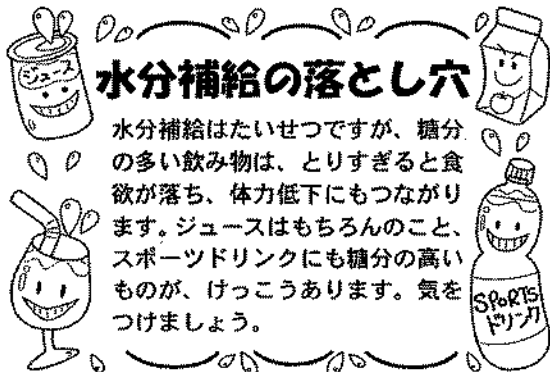 ジュース
水分補給の落とし穴
水分補給はたいせつですが、糖分
の多い飲み物は、とりすぎると食
欲が落ち、体力低下にもつながり
ます。ジュースはもちろんのこと、
スポーツドリンクにも糖分の高い
ものが、けっこうあります。気を
つけましょう。
SPORTS
ドリンク